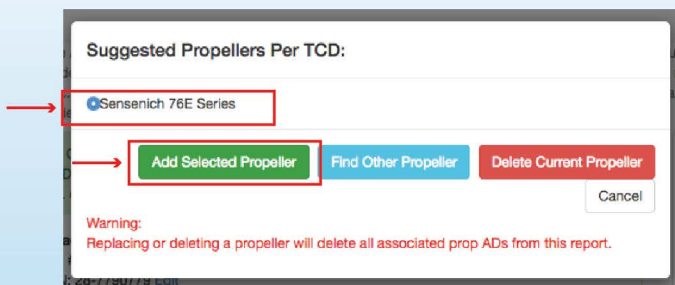 Suggested Propellers Per TCD:
Sensenich 76E Series
Add Selected Propeller Find Other Propeller Delete Current Propeller
Cancel
Warning:
Replacing or deleting a propeller will delete all associated prop ADs from this report.
Edit